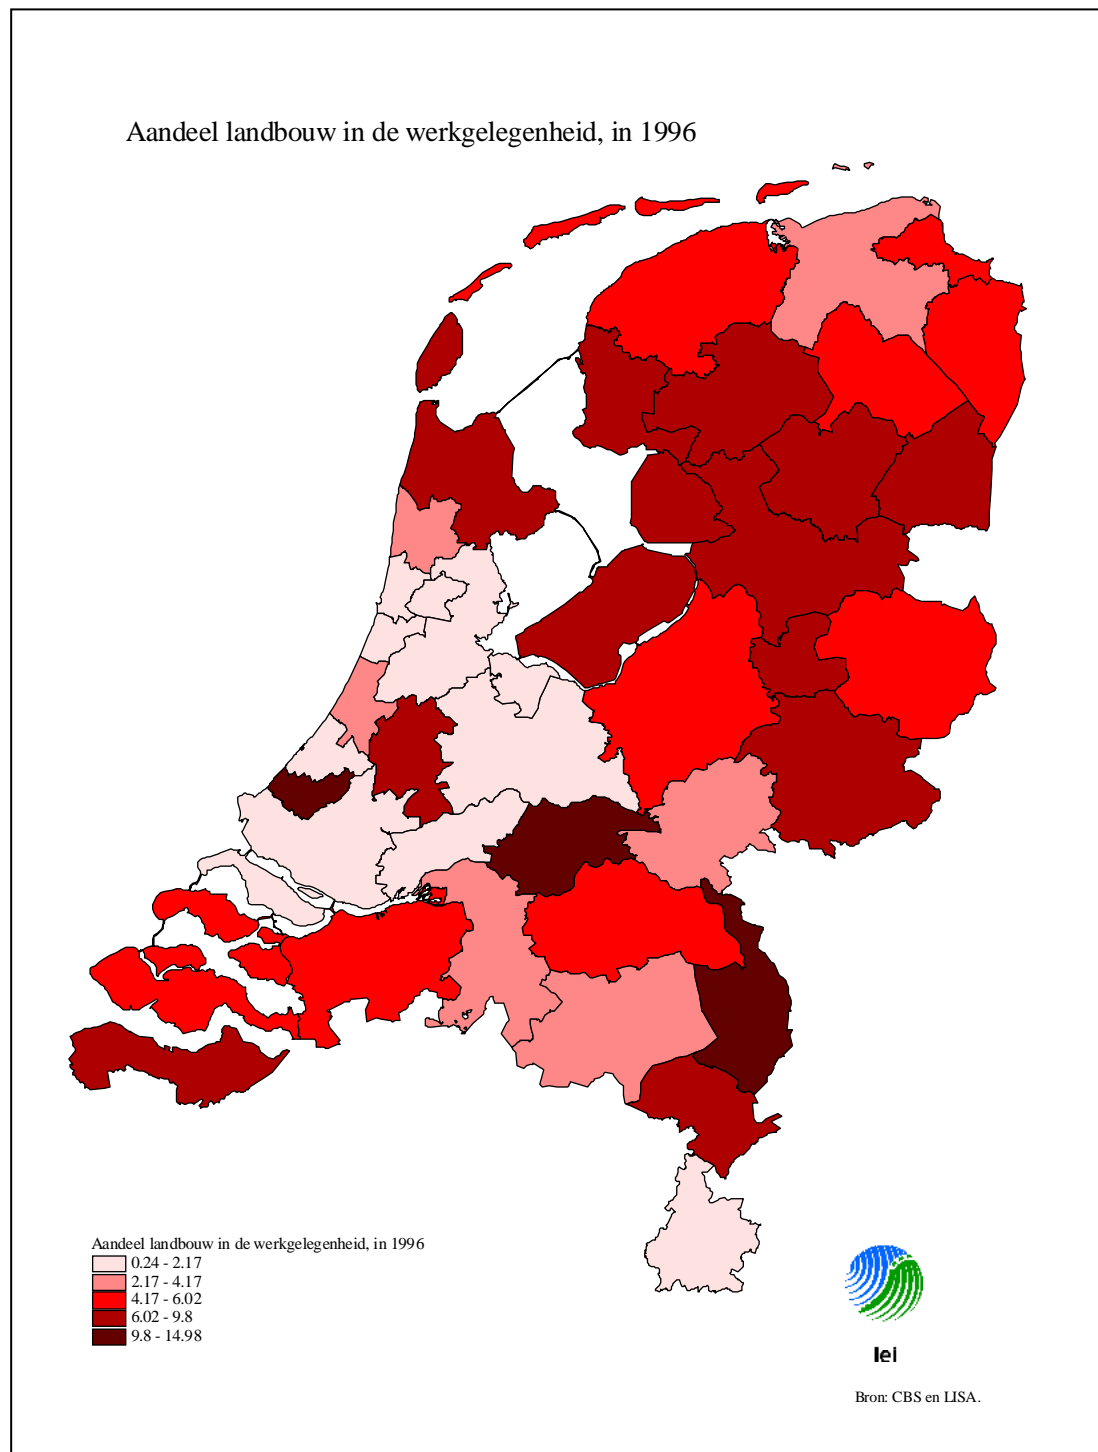 Aandeel landbouw in de werkgelegenheid, in 1996
Aandeel landbouw in de werkgelegenheid, in 1996
0.24 - 2.17
2.17 - 4.17
4.17 - 6.02
6.02 - 9.8
9.8 - 14.98
lei
Bron: CBS en LISA.